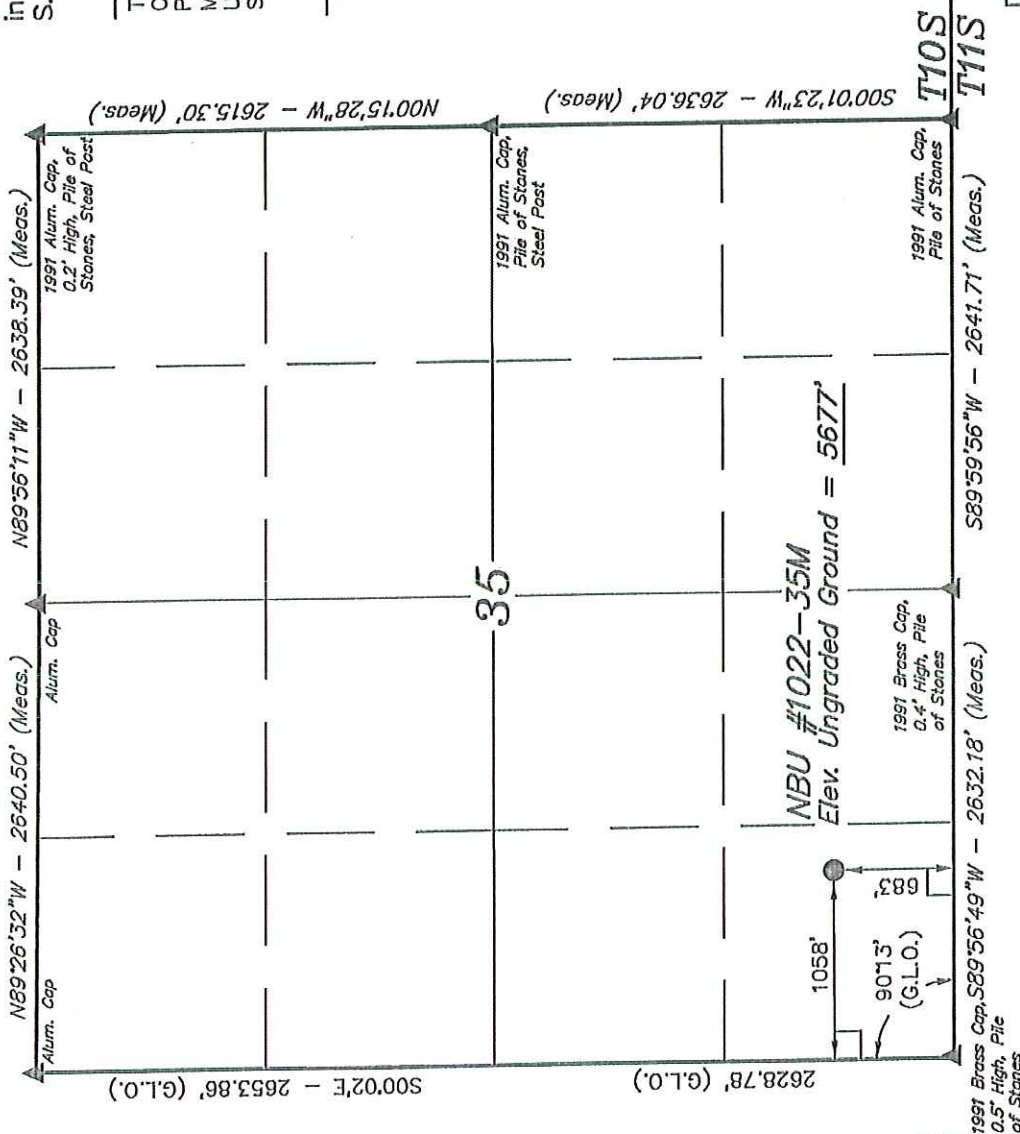 N89°26'32"W - 2640.50' (Meas.)
N89°56'11"W - 2638.39' (Meas.)
in
S.
T
O
P
M
U
S
Alum. Cap
Alum. Cap
1991 Alum. Cap,
0.2' High, Pile of
Stones, Steel Post
S00°02'E - 2653.86' (G.L.O.)
N00°15'28"W - 2615.30' (Meas.)
35
1991 Alum. Cap,
Pile of Stones,
Steel Post
2628.78' (G.L.O.)
S00°01'23"W - 2636.04' (Meas.)
NBU #1022-35M
Elev. Ungraded Ground = 5677'
1058'
683'
90°13'
(G.L.O.)
1991 Brass Cap,
0.4' High, Pile
of Stones
1991 Alum. Cap,
Pile of Stones
T10S
T11S
1991 Brass Cap,
0.5' High, Pile
of Stones
S89°56'49"W - 2632.18' (Meas.)
S89°59'56"W - 2641.71' (Meas.)